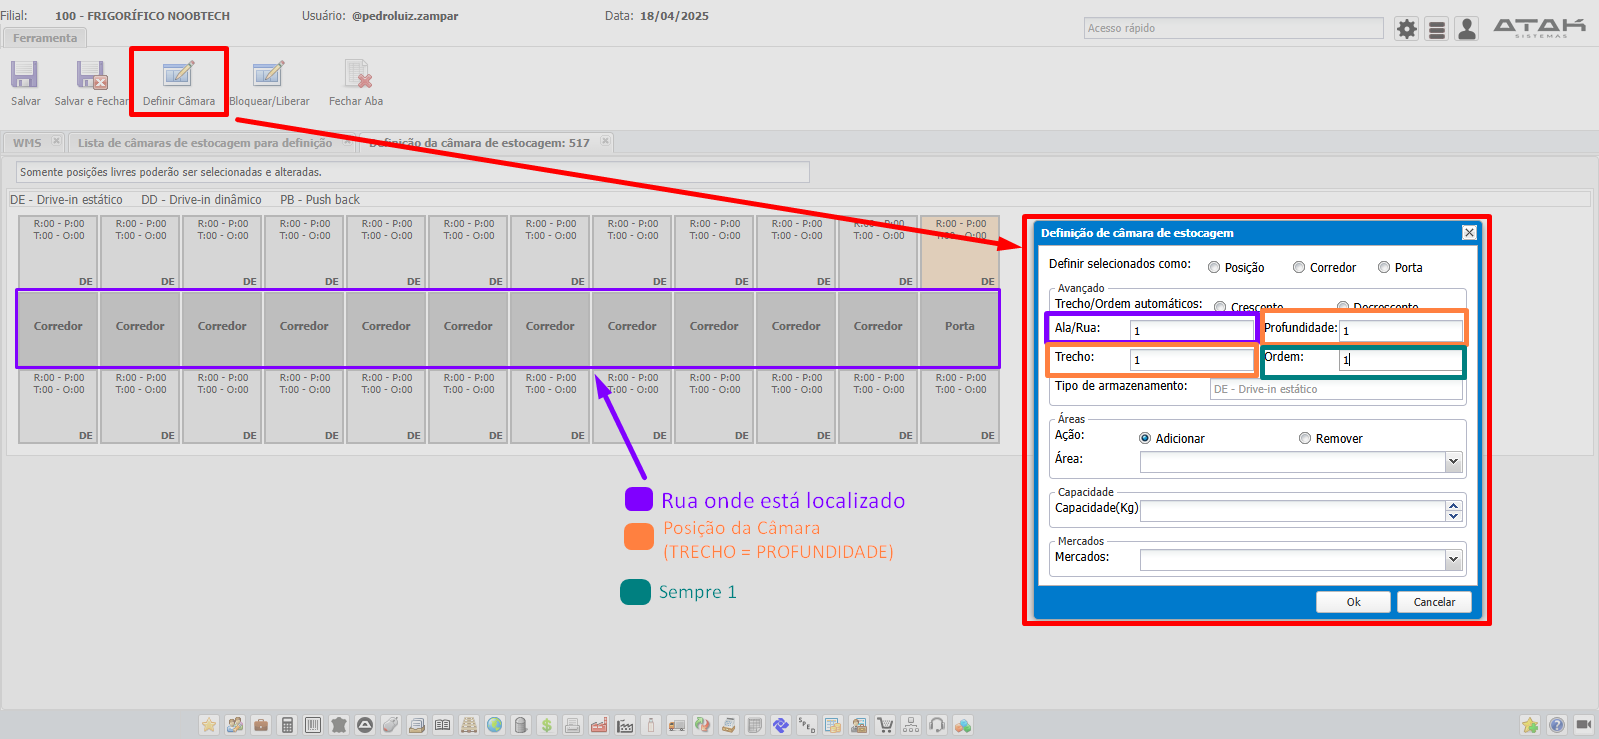 Filial: 100 - FRIGORÍFICO NOOBTECH Usuário: @pedroluiz.zampar Data: 18/04/2025
Acesso rápido
ATAK
SISTEMAS
Ferramenta
Salvar Salvar e Fechar Definir Câmara Bloquear/Liberar Fechar Aba
WMS Lista de câmaras de estocagem para definição Definição da câmara de estocagem: 517
Somente posições livres poderão ser selecionadas e alteradas.
DE - Drive-in estático DD - Drive-in dinâmico PB - Push back
R:00 - P:00 R:00 - P:00 R:00 - P:00 R:00 - P:00 R:00 - P:00 R:00 - P:00 R:00 - P:00 R:00 - P:00 R:00 - P:00 R:00 - P:00 R:00 - P:00 R:00 - P:00
T:00 - O:00 T:00 - O:00 T:00 - O:00 T:00 - O:00 T:00 - O:00 T:00 - O:00 T:00 - O:00 T:00 - O:00 T:00 - O:00 T:00 - O:00 T:00 - O:00 T:00 - O:00
DE DE DE DE DE DE DE DE DE DE DE DE
Corredor Corredor Corredor Corredor Corredor Corredor Corredor Corredor Corredor Corredor Corredor Porta
R:00 - P:00 R:00 - P:00 R:00 - P:00 R:00 - P:00 R:00 - P:00 R:00 - P:00 R:00 - P:00 R:00 - P:00 R:00 - P:00 R:00 - P:00 R:00 - P:00 R:00 - P:00
T:00 - O:00 T:00 - O:00 T:00 - O:00 T:00 - O:00 T:00 - O:00 T:00 - O:00 T:00 - O:00 T:00 - O:00 T:00 - O:00 T:00 - O:00 T:00 - O:00 T:00 - O:00
DE DE DE DE DE DE DE DE DE DE DE DE
Rua onde está localizado
Posição da Câmara
(TRECHO = PROFUNDIDADE)
Sempre 1
Definição de câmara de estocagem
Definir selecionados como: Posição Corredor Porta
Avançado
Trecho/Ordem automáticos: Crescente Decrescente
Ala/Rua: 1 Profundidade: 1
Trecho: 1 Ordem: 1
Tipo de armazenamento: DE - Drive-in estático
Áreas
Ação: Adicionar Remover
Área:
Capacidade
Capacidade(Kg)
Mercados
Mercados:
Ok Cancelar
SPED